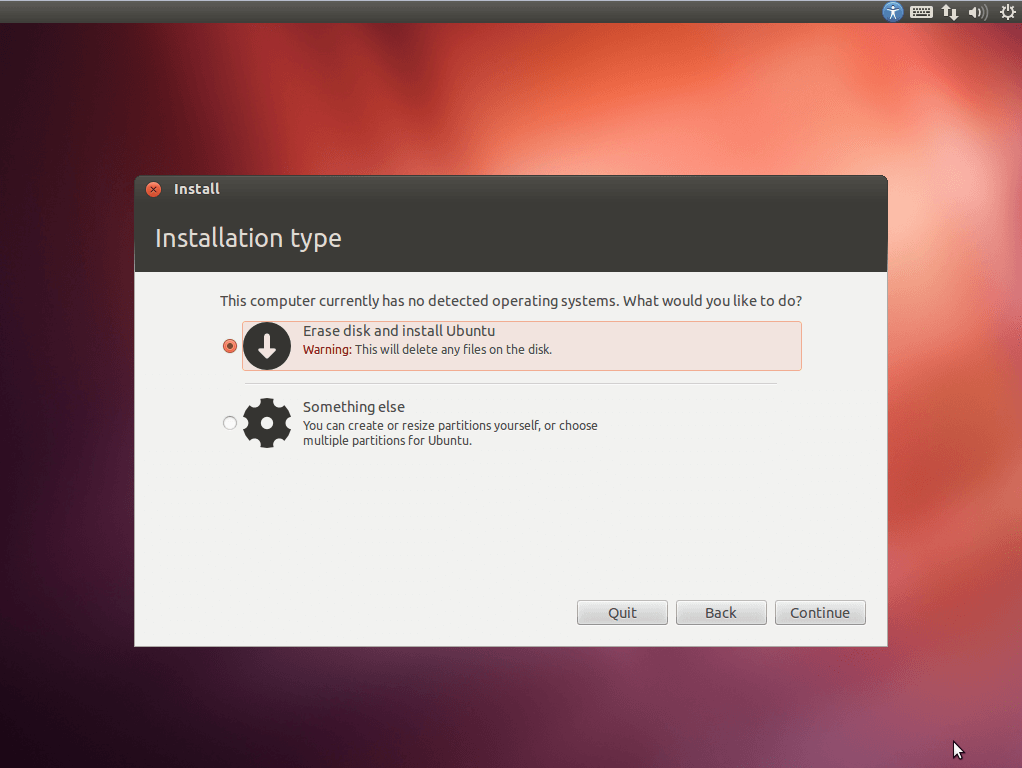 Install
Installation type
This computer currently has no detected operating systems. What would you like to do?
Erase disk and install Ubuntu
Warning: This will delete any files on the disk.
Something else
You can create or resize partitions yourself, or choose
multiple partitions for Ubuntu.
Quit
Back
Continue